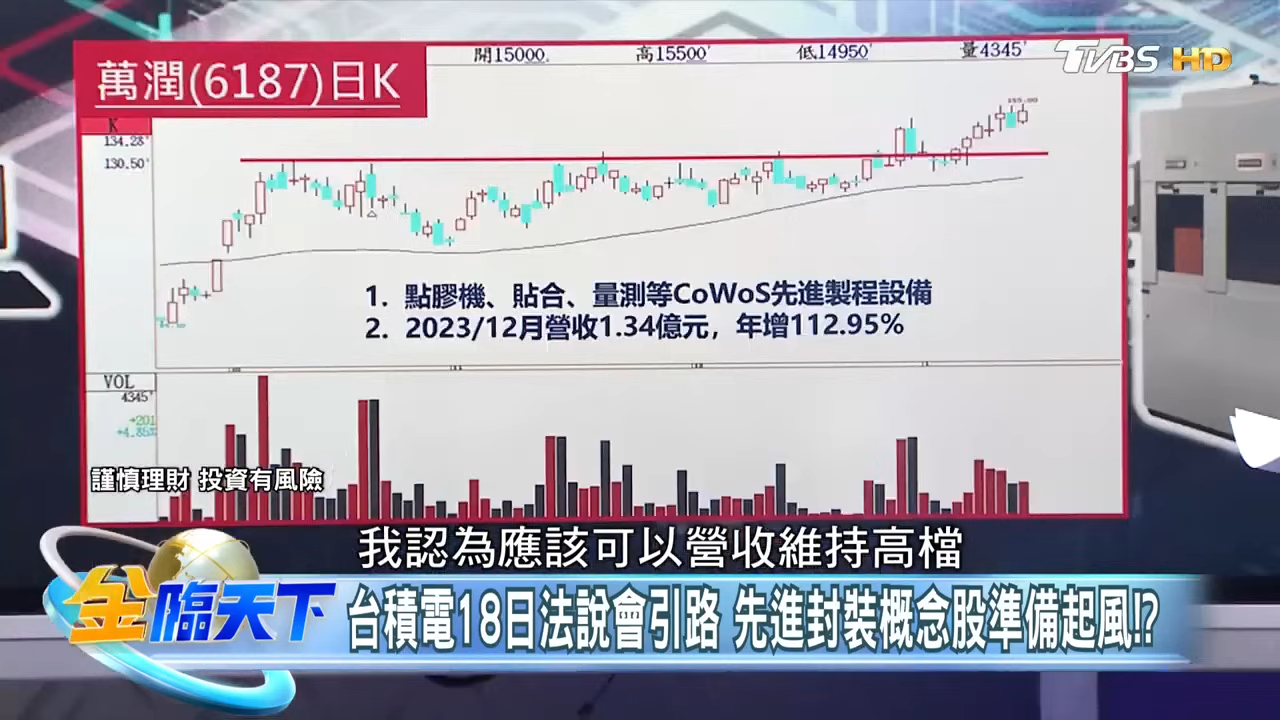 開15000. 高15500' 低14950' 量4345'
TVBS HD
萬潤(6187)日K
K
134.28'
130.50'
155.00
1. 點膠機、貼合、量測等CoWoS先進製程設備
2. 2023/12月營收1.34億元，年增112.95%
VOL
4345'
+201
+4.85%
謹慎理財 投資有風險
我認為應該可以營收維持高檔
金臨天下
台積電18日法說會引路 先進封裝概念股準備起風!?